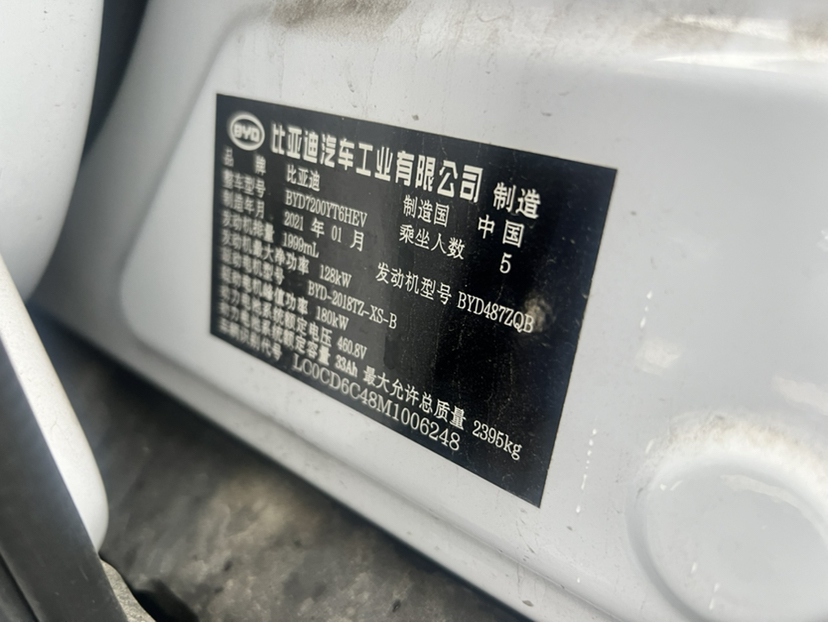 BYD 比亚迪汽车工业有限公司 制造
品牌 比亚迪 制造国 中国
整车型号 BYD7200YT6HEV 乘坐人数 5
制造年月 2021 年 01 月
发动机排量 1999mL 发动机型号 BYD487ZQB
发动机最大净功率 128kW
驱动电机型号 BYD-2018TZ-XS-B
驱动电机峰值功率 180kW
动力电池系统额定电压 460.8V
动力电池系统额定容量 33Ah 最大允许总质量 2395kg
车辆识别代号 LC0CD6C48M1006248